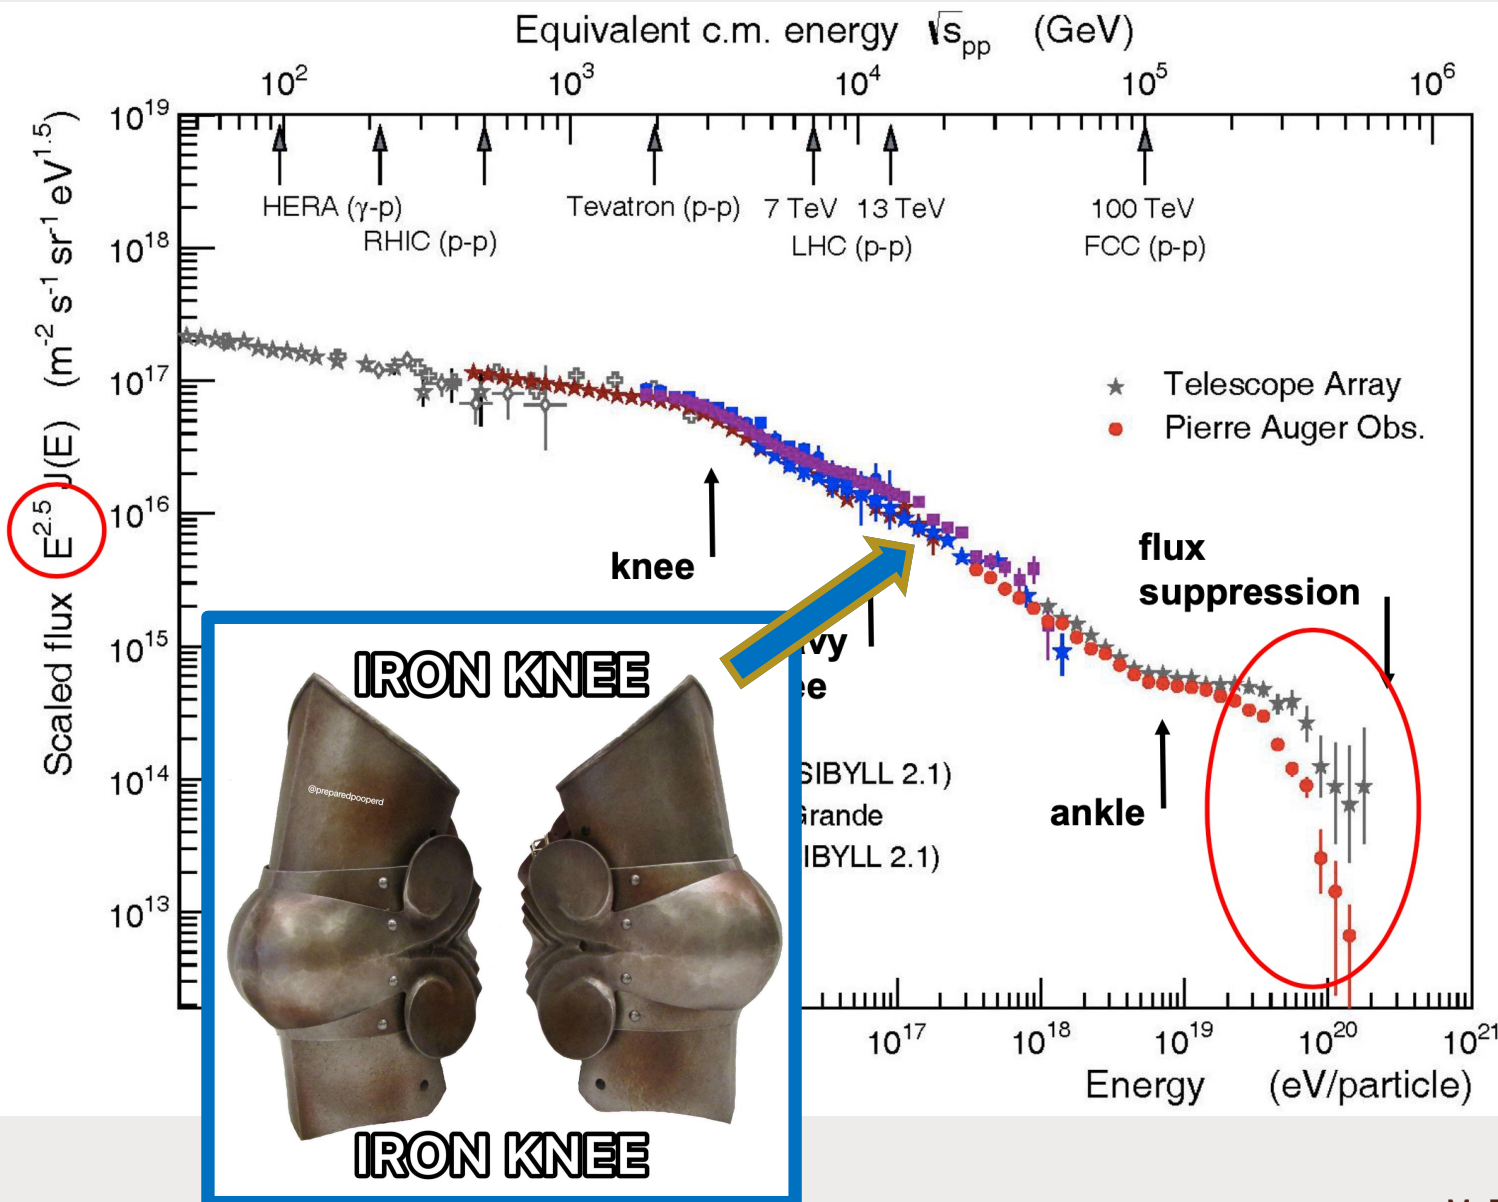 Equivalent c.m. energy √s_pp (GeV)
10^2 10^3 10^4 10^5 10^6
Scaled flux E^2.5 J(E) (m^-2 s^-1 sr^-1 eV^1.5)
10^19
10^18
10^17
10^16
10^15
10^14
10^13
HERA (γ-p)
RHIC (p-p)
Tevatron (p-p)
7 TeV 13 TeV
LHC (p-p)
100 TeV
FCC (p-p)
Telescope Array
Pierre Auger Obs.
knee
flux
suppression
ankle
SIBYLL 2.1)
Grande
IBYLL 2.1)
IRON KNEE
@preparedpooperd
IRON KNEE
10^17 10^18 10^19 10^20 10^21
Energy (eV/particle)